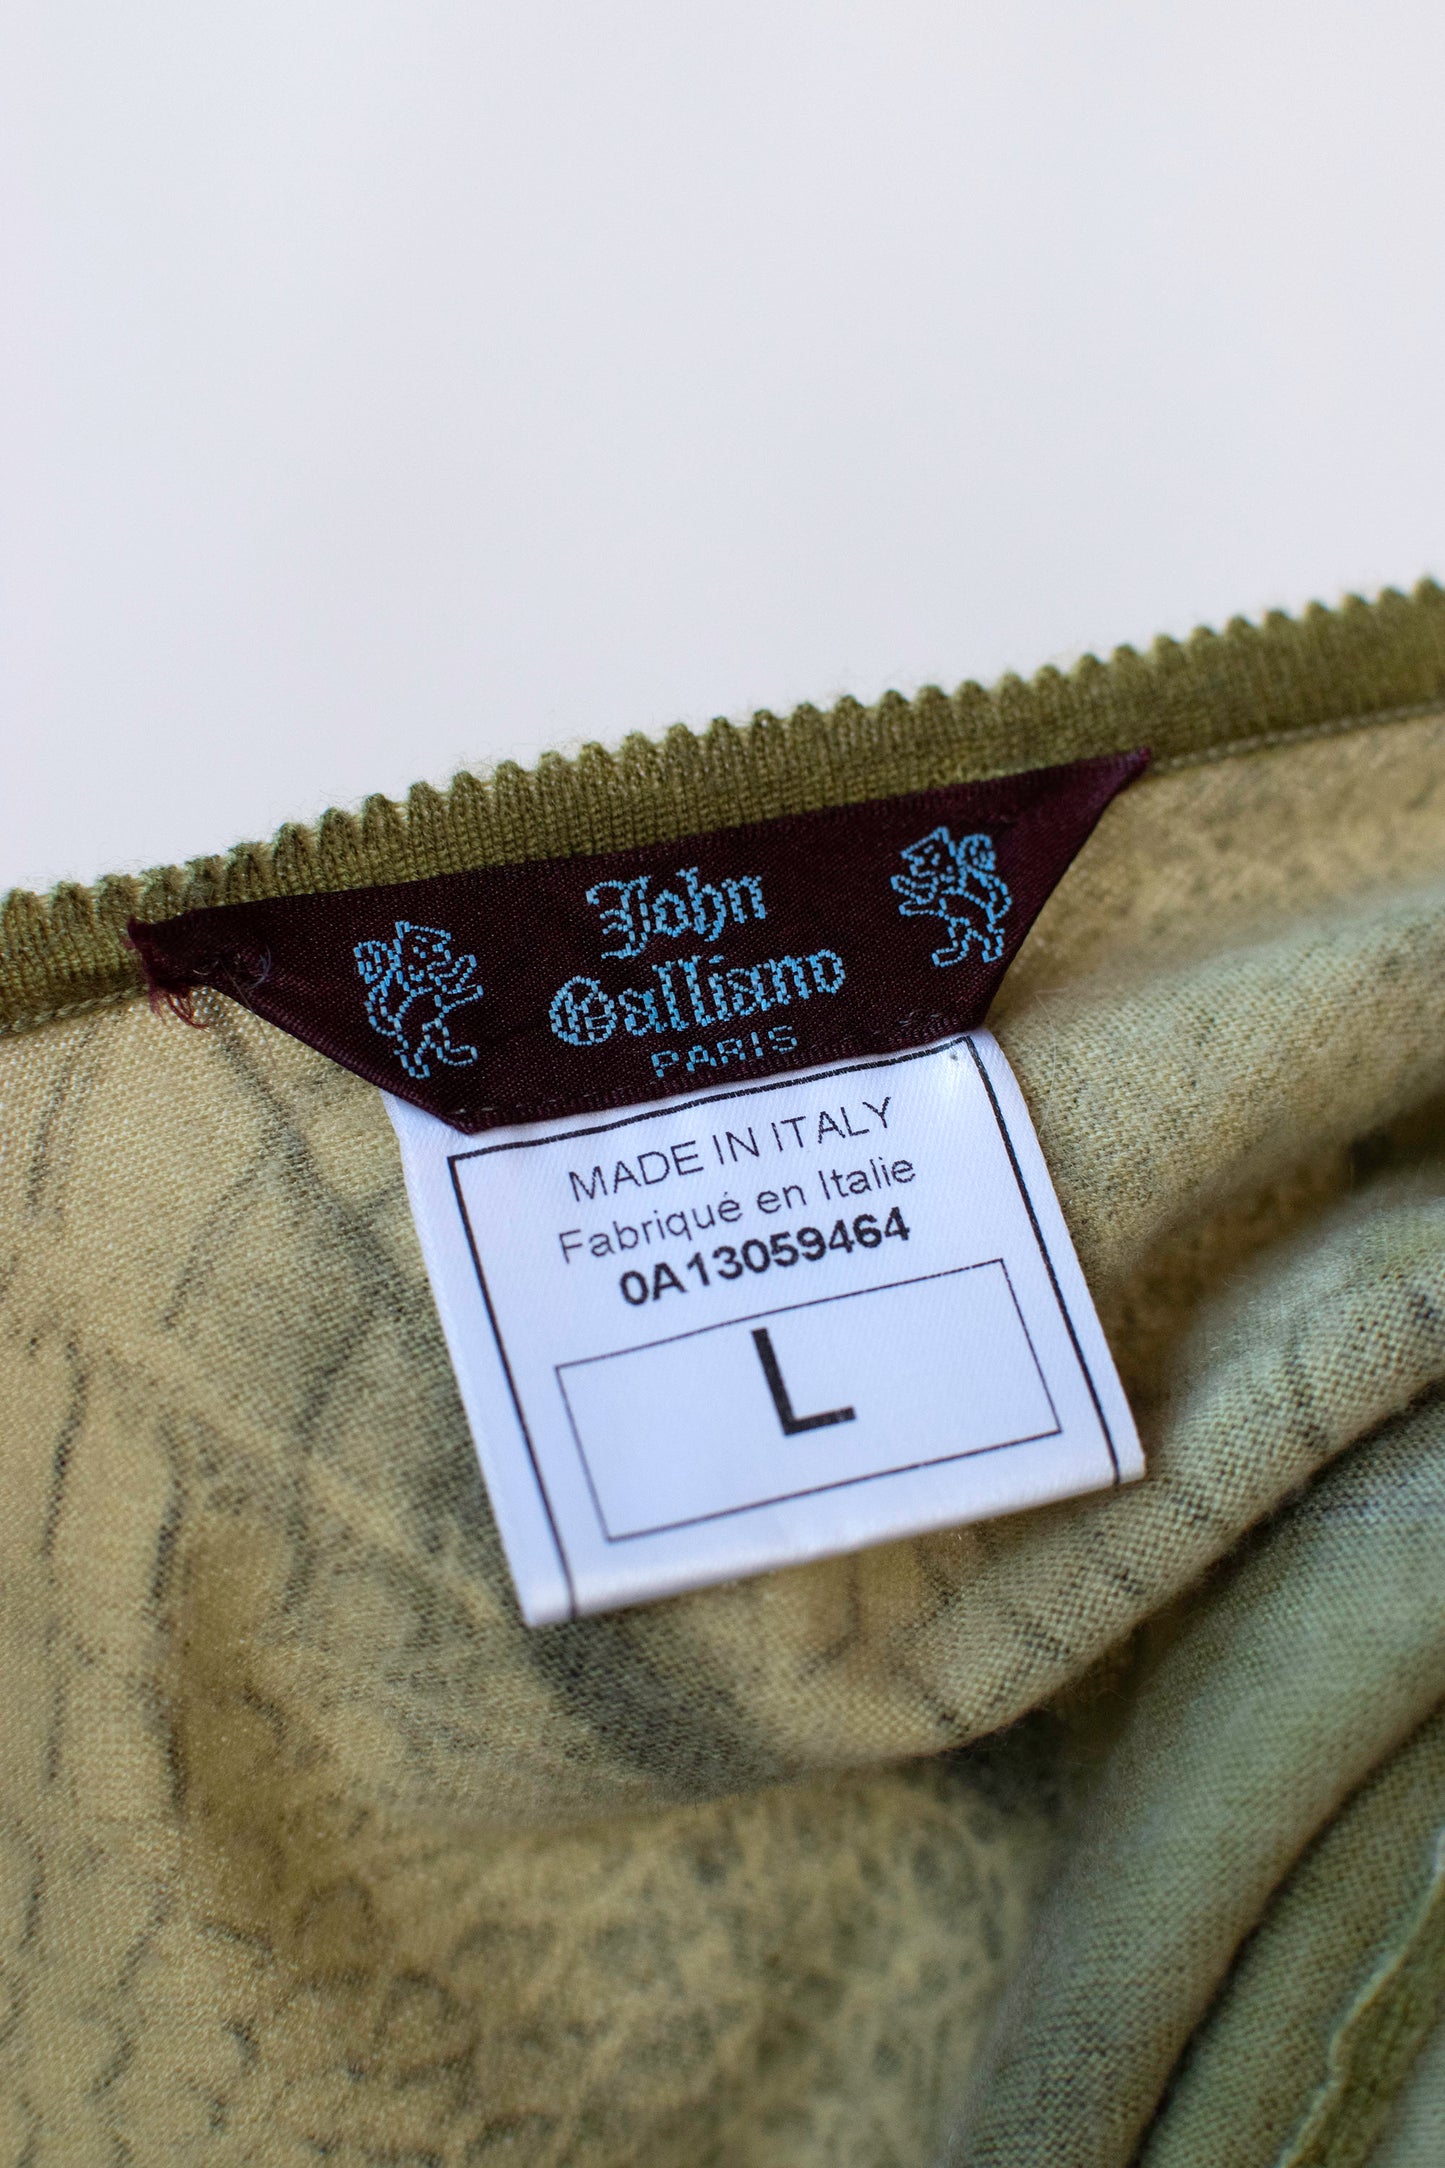 John
Galliano
PARIS
MADE IN ITALY
Fabriqué en Italie
0A13059464
L